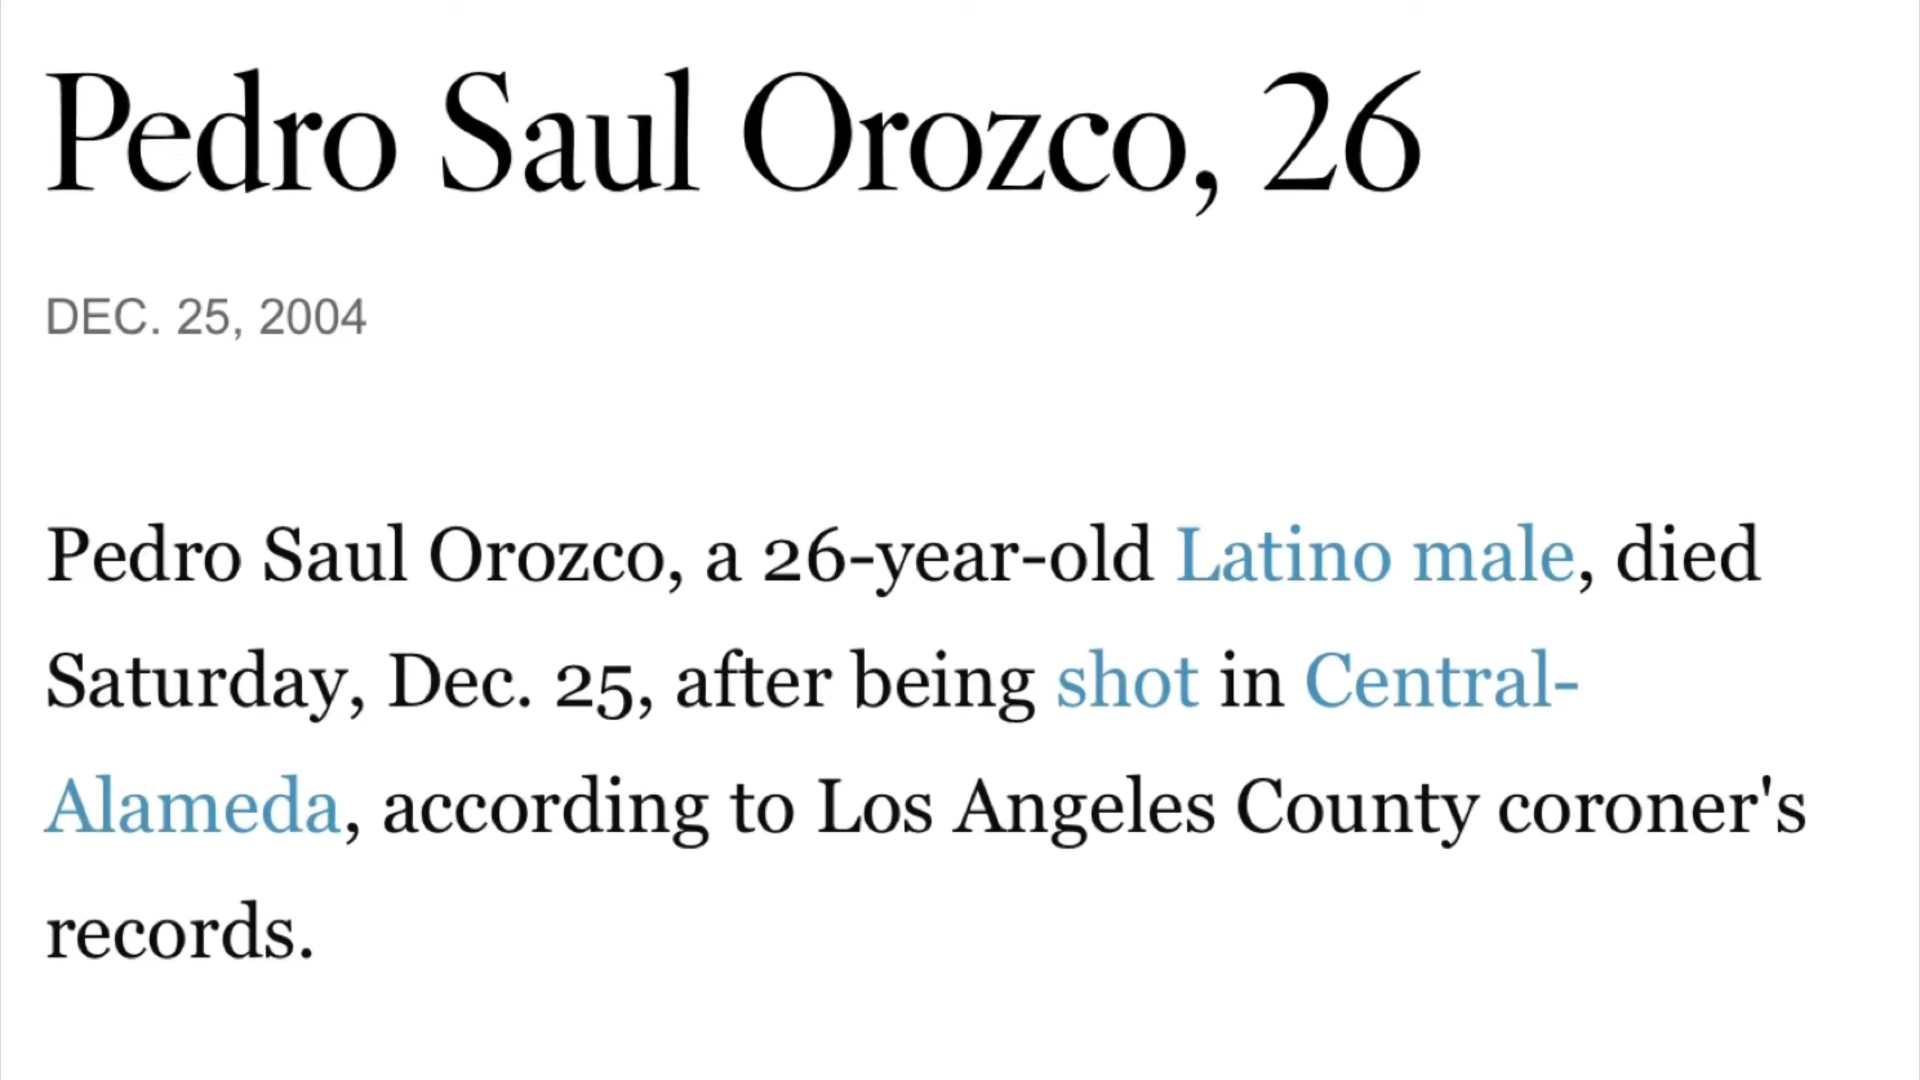 Pedro Saul Orozco, 26
DEC. 25, 2004
Pedro Saul Orozco, a 26-year-old Latino male, died
Saturday, Dec. 25, after being shot in Central-
Alameda, according to Los Angeles County coroner's
records.